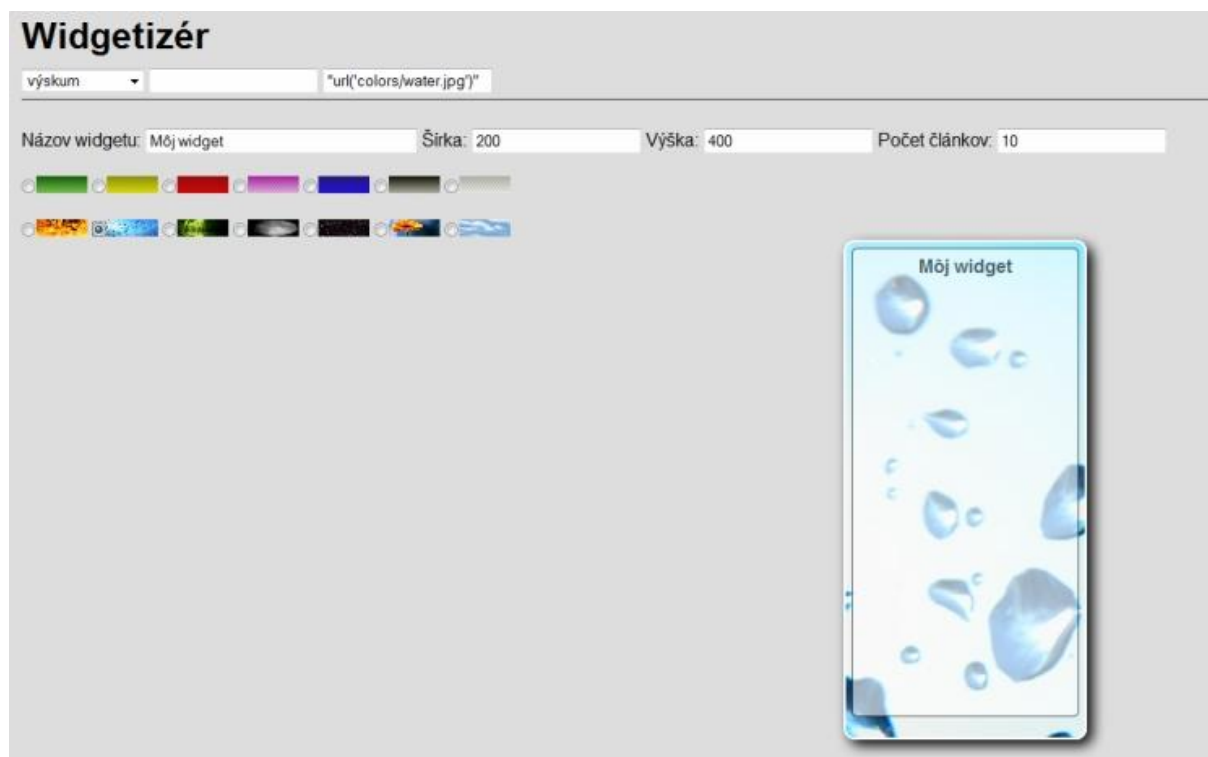 Widgetizér
výskum "url('colors/water.jpg')"
Názov widgetu: Môj widget Šírka: 200 Výška: 400 Počet článkov: 10
Môj widget